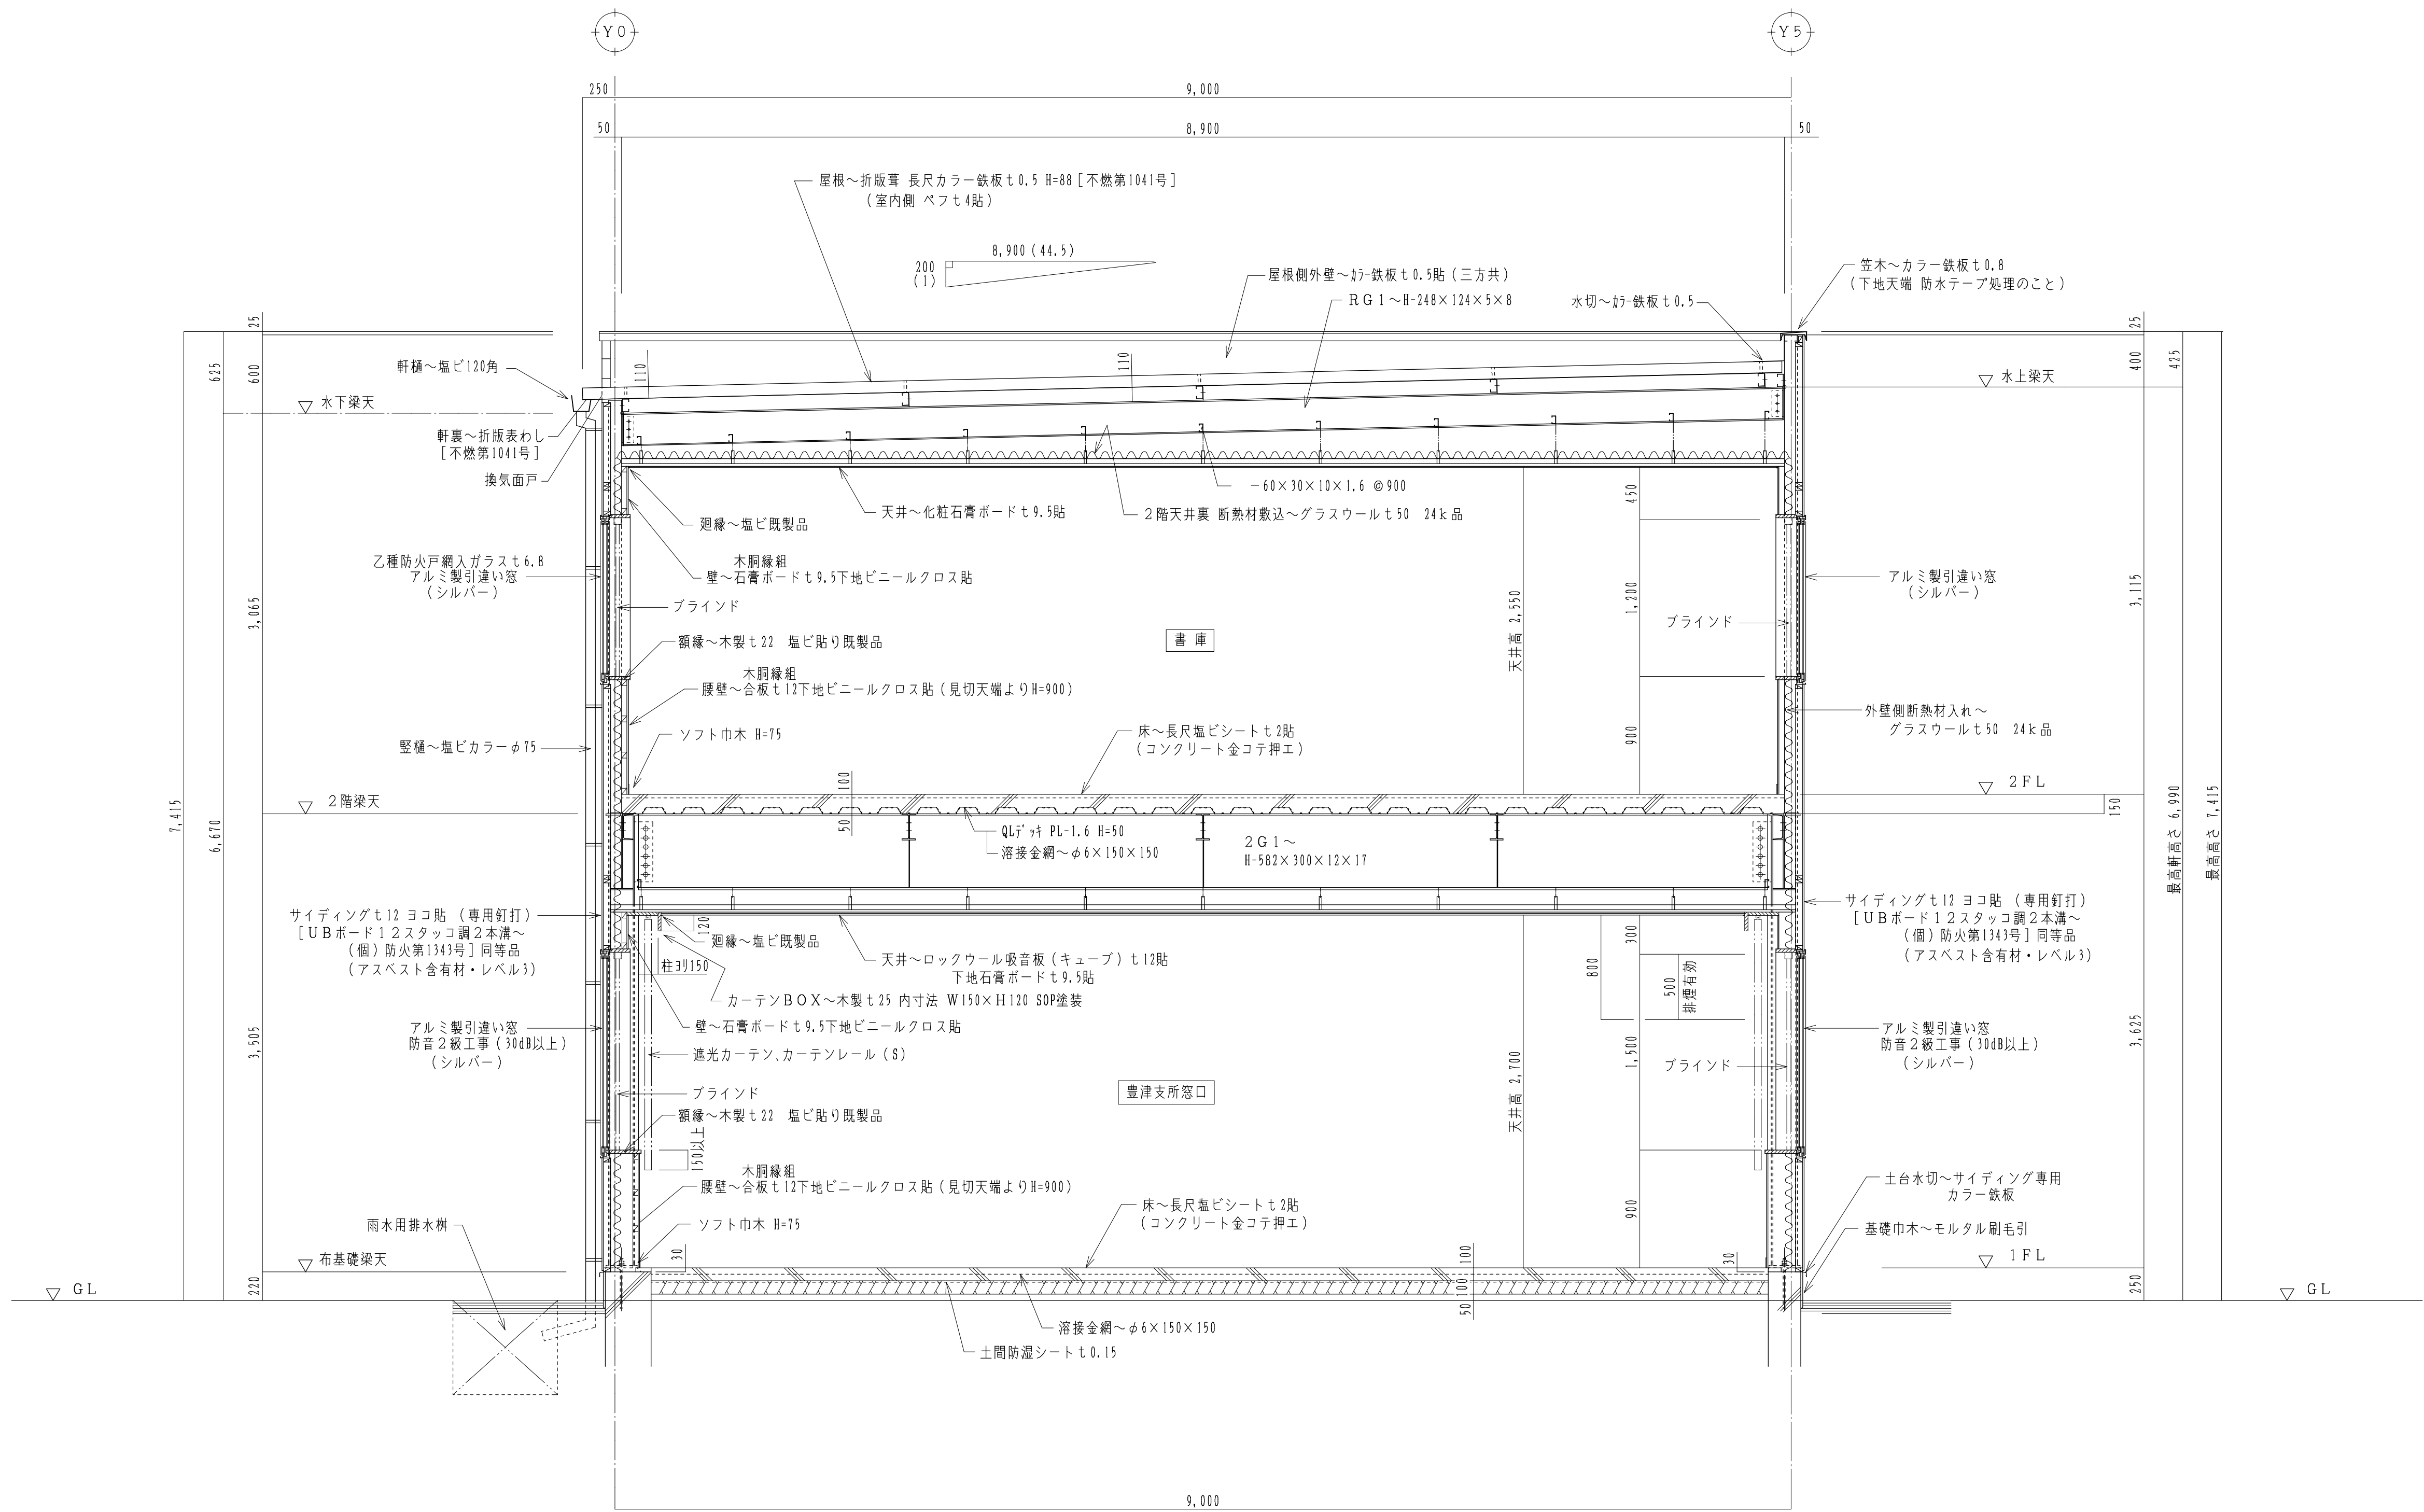 Y0
Y5
250
9,000
50
8,900
50
屋根～折版葺 長尺カラー鉄板t0.5 H=88[不燃第1041号]
(室内側 ペフt4貼)
8,900(44.5)
200
(1)
屋根側外壁～カラー鉄板t0.5貼(三方共)
RG1～H-248×124×5×8
水切～カラー鉄板t0.5
笠木～カラー鉄板t0.8
(下地天端 防水テープ処理のこと)
25
625
600
軒樋～塩ビ120角
水下梁天
110
110
25
400
425
水上梁天
軒裏～折版表わし
[不燃第1041号]
換気面戸
-60×30×10×1.6 @900
2階天井裏 断熱材敷込～グラスウールt50 24k品
天井～化粧石膏ボードt9.5貼
廻縁～塩ビ既製品
450
乙種防火戸網入ガラスt6.8
アルミ製引違い窓
(シルバー)
木胴縁組
壁～石膏ボードt9.5下地ビニールクロス貼
ブラインド
アルミ製引違い窓
(シルバー)
3,065
天井高 2,550
1,200
3,115
ブラインド
額縁～木製t22 塩ビ貼り既製品
書庫
木胴縁組
腰壁～合板t12下地ビニールクロス貼(見切天端よりH=900)
外壁側断熱材入れ～
グラスウールt50 24k品
竪樋～塩ビカラーφ75
ソフト巾木 H=75
床～長尺塩ビシートt2貼
(コンクリート金コテ押エ)
900
100
50
2階梁天
2FL
150
7,415
6,670
QLデッキ PL-1.6 H=50
溶接金網～φ6×150×150
2G1～
H-582×300×12×17
最高軒高さ 6,990
最高高さ 7,415
サイディングt12 ヨコ貼 (専用釘打)
[UBボード12スタッコ調2本溝～
(個)防火第1343号]同等品
(アスベスト含有材・レベル3)
120
廻縁～塩ビ既製品
柱ヨリ150
天井～ロックウール吸音板(キューブ)t12貼
下地石膏ボードt9.5貼
カーテンBOX～木製t25 内寸法 W150×H120 SOP塗装
800
300
500
排煙有効
サイディングt12 ヨコ貼 (専用釘打)
[UBボード12スタッコ調2本溝～
(個)防火第1343号]同等品
(アスベスト含有材・レベル3)
アルミ製引違い窓
防音2級工事(30dB以上)
(シルバー)
壁～石膏ボードt9.5下地ビニールクロス貼
遮光カーテン、カーテンレール(S)
3,505
天井高 2,700
1,500
ブラインド
アルミ製引違い窓
防音2級工事(30dB以上)
(シルバー)
3,625
ブラインド
豊津支所窓口
額縁～木製t22 塩ビ貼り既製品
150以上
木胴縁組
腰壁～合板t12下地ビニールクロス貼(見切天端よりH=900)
土台水切～サイディング専用
カラー鉄板
雨水用排水桝
ソフト巾木 H=75
床～長尺塩ビシートt2貼
(コンクリート金コテ押エ)
900
基礎巾木～モルタル刷毛引
布基礎梁天
30
100
100
50
30
1FL
220
250
GL
GL
溶接金網～φ6×150×150
土間防湿シートt0.15
9,000